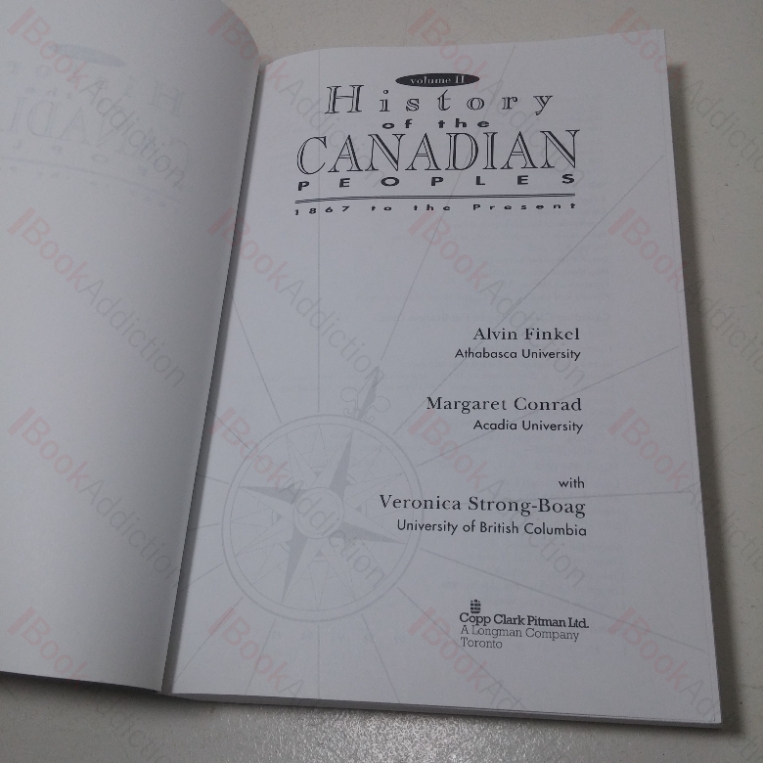 volume II
History
of the
CANADIAN
PEOPLES
1867 to the Present
Alvin Finkel
Athabasca University
Margaret Conrad
Acadia University
with
Veronica Strong-Boag
University of British Columbia
Copp Clark Pitman Ltd.
A Longman Company
Toronto
BookAddiction